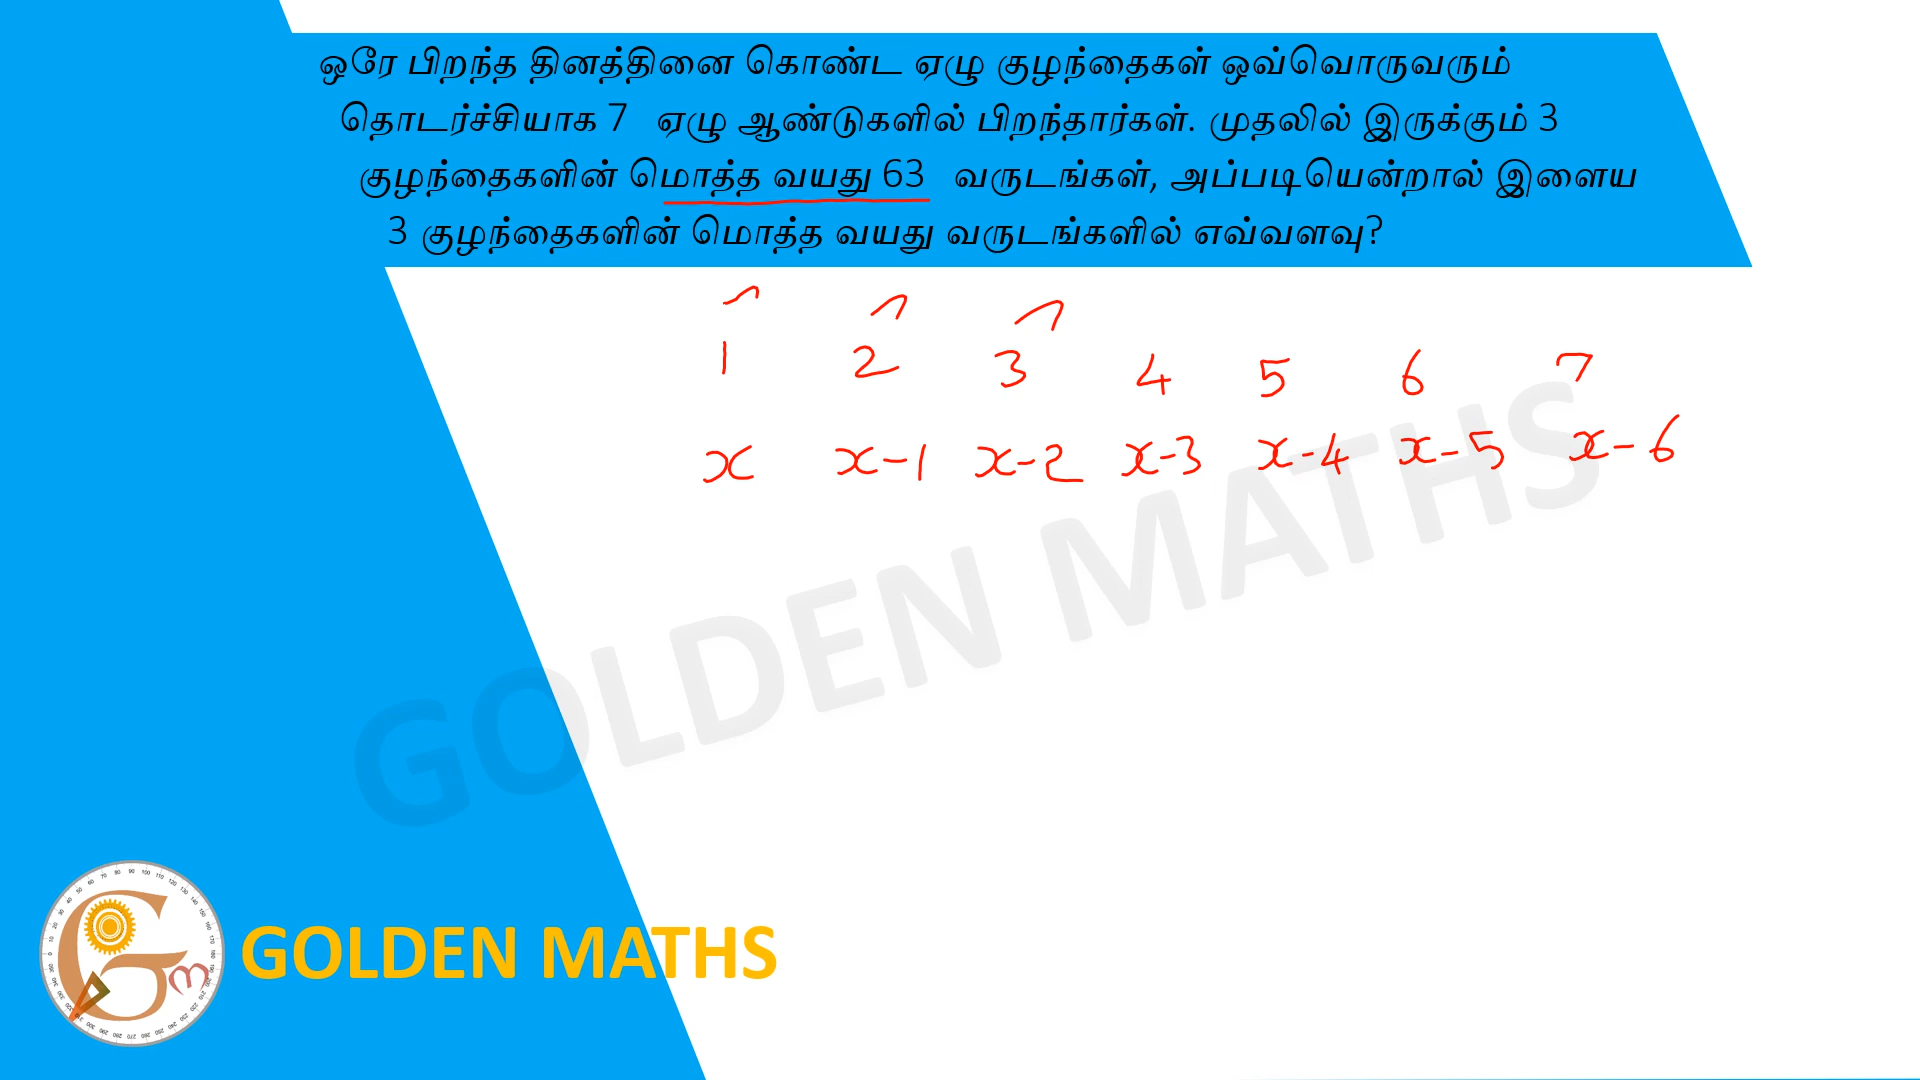 ஒரே பிறந்த தினத்தினை கொண்ட ஏழு குழந்தைகள் ஒவ்வொருவரும்
தொடர்ச்சியாக 7 ஏழு ஆண்டுகளில் பிறந்தார்கள். முதலில் இருக்கும் 3
குழந்தைகளின் மொத்த வயது 63 வருடங்கள், அப்படியென்றால் இளைய
3 குழந்தைகளின் மொத்த வயது வருடங்களில் எவ்வளவு?
1 2 3 4 5 6 7
x x-1 x-2 x-3 x-4 x-5 x-6
GOLDEN MATHS
GOLDEN MATHS